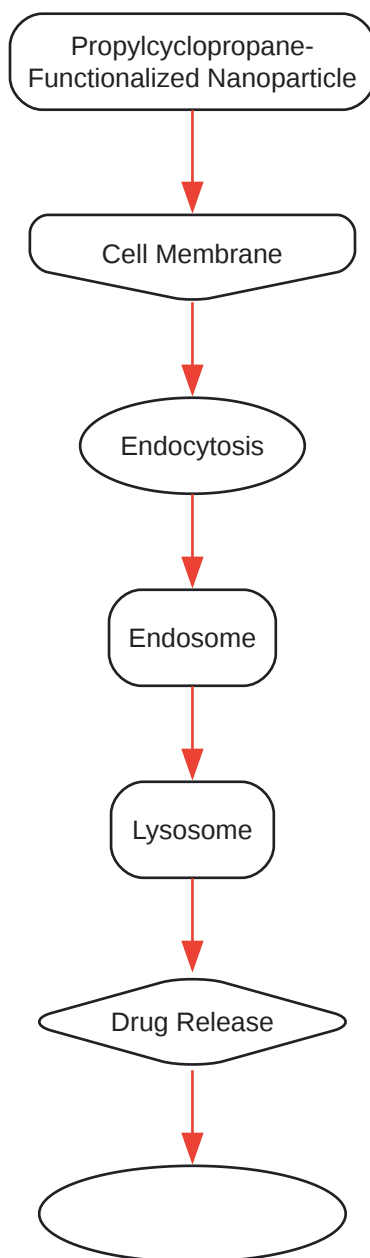 Propylcyclopropane-
Functionalized Nanoparticle
Cell Membrane
Endocytosis
Endosome
Lysosome
Drug Release